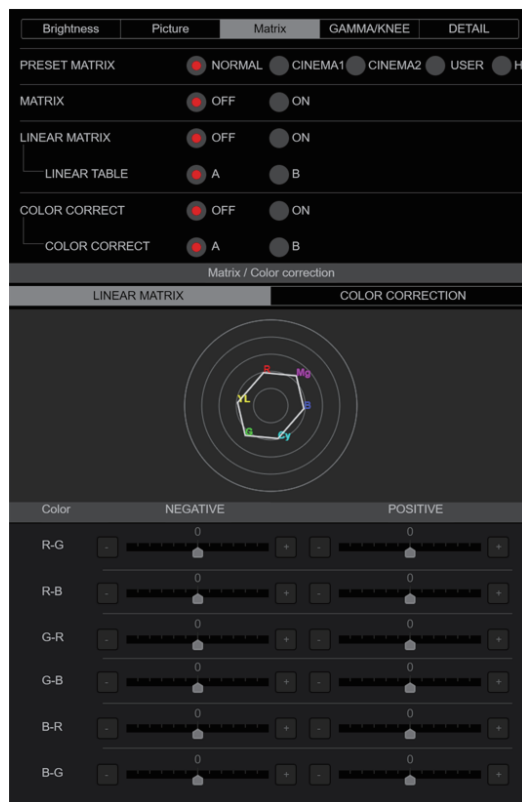 Brightness Picture Matrix GAMMA/KNEE DETAIL
PRESET MATRIX NORMAL CINEMA1 CINEMA2 USER H
MATRIX OFF ON
LINEAR MATRIX OFF ON
LINEAR TABLE A B
COLOR CORRECT OFF ON
COLOR CORRECT A B
Matrix / Color correction
LINEAR MATRIX COLOR CORRECTION
R Mg
YL B
G Cy
Color NEGATIVE POSITIVE
0 0
R-G - + - +
0 0
R-B - + - +
0 0
G-R - + - +
0 0
G-B - + - +
0 0
B-R - + - +
0 0
B-G - + - +